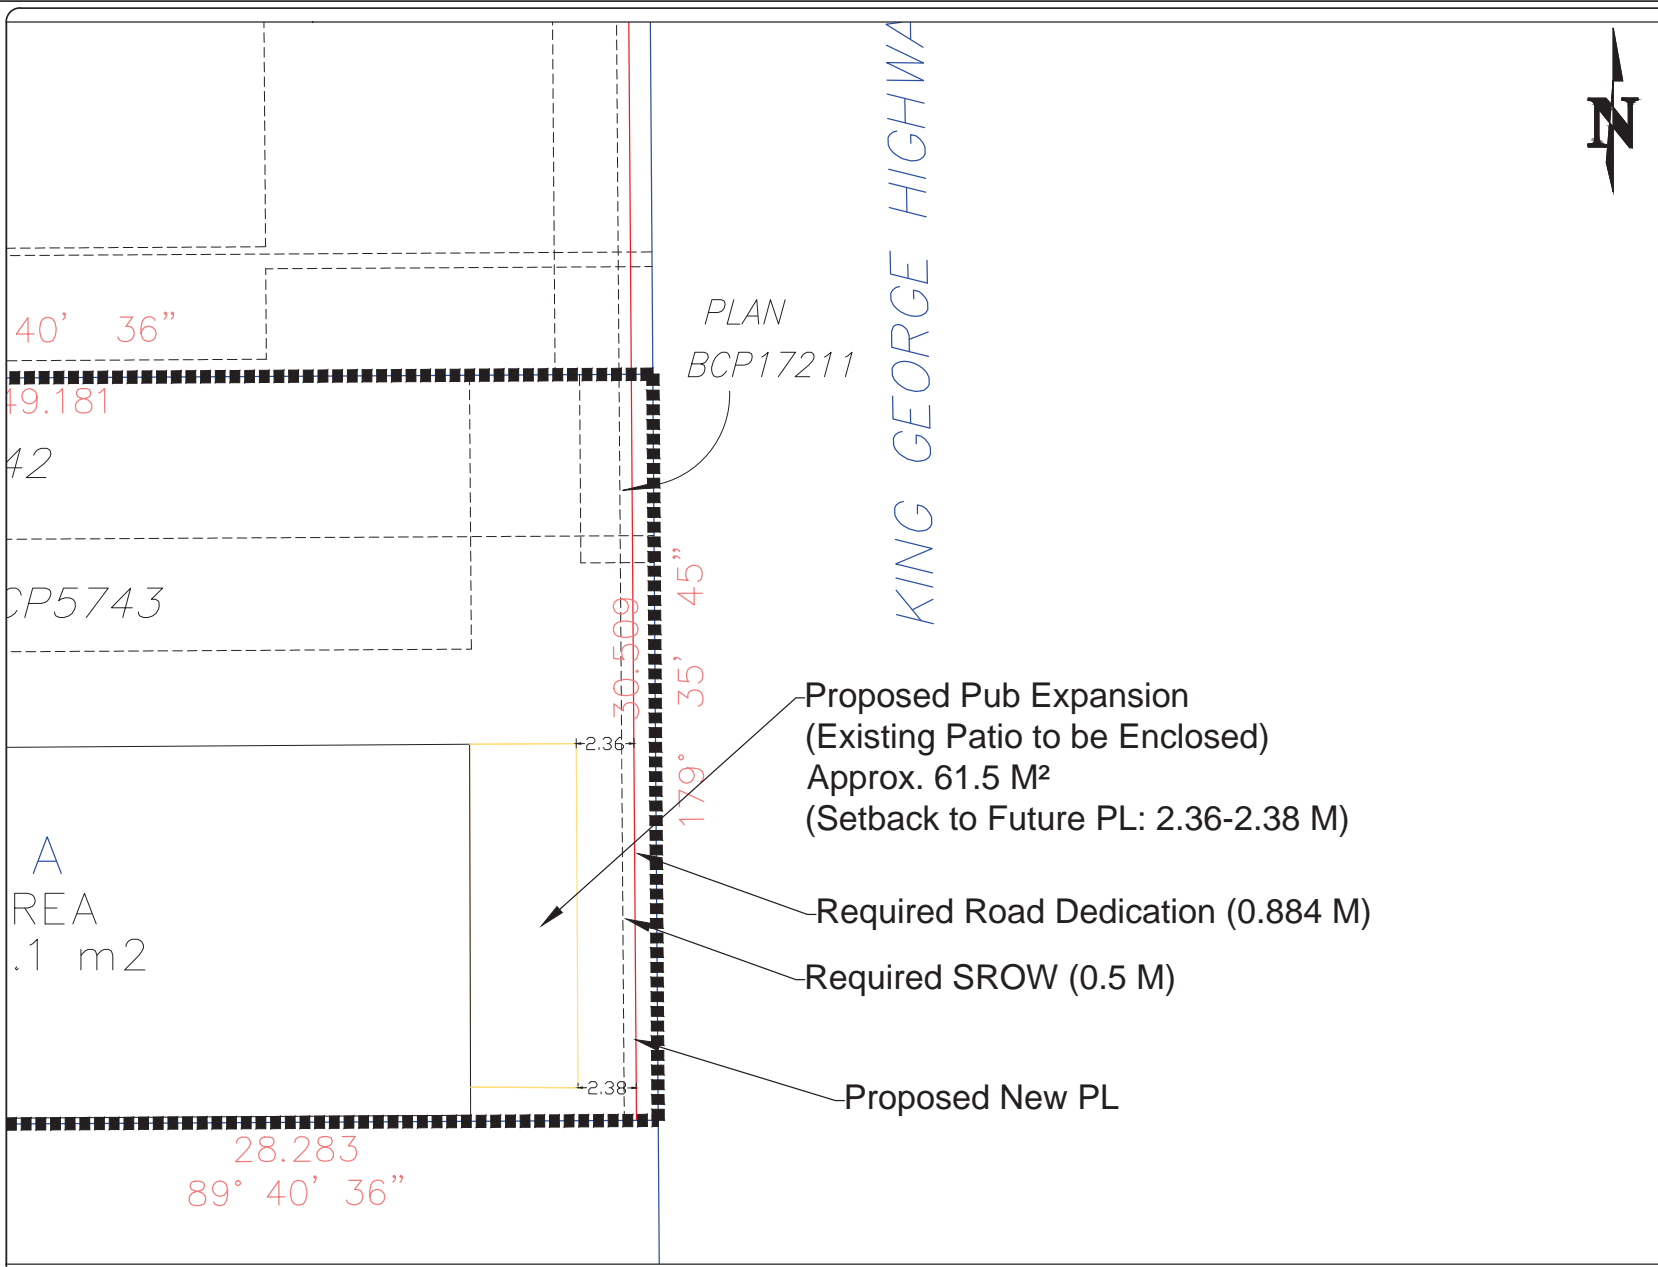 KING GEORGE HIGHWA
N
PLAN
BCP17211
40' 36"
49.181
42
CP5743
30.509
179° 35' 45"
2.36
Proposed Pub Expansion
(Existing Patio to be Enclosed)
Approx. 61.5 M²
(Setback to Future PL: 2.36-2.38 M)
A
REA
.1 m2
Required Road Dedication (0.884 M)
Required SROW (0.5 M)
2.38
Proposed New PL
28.283
89° 40' 36"